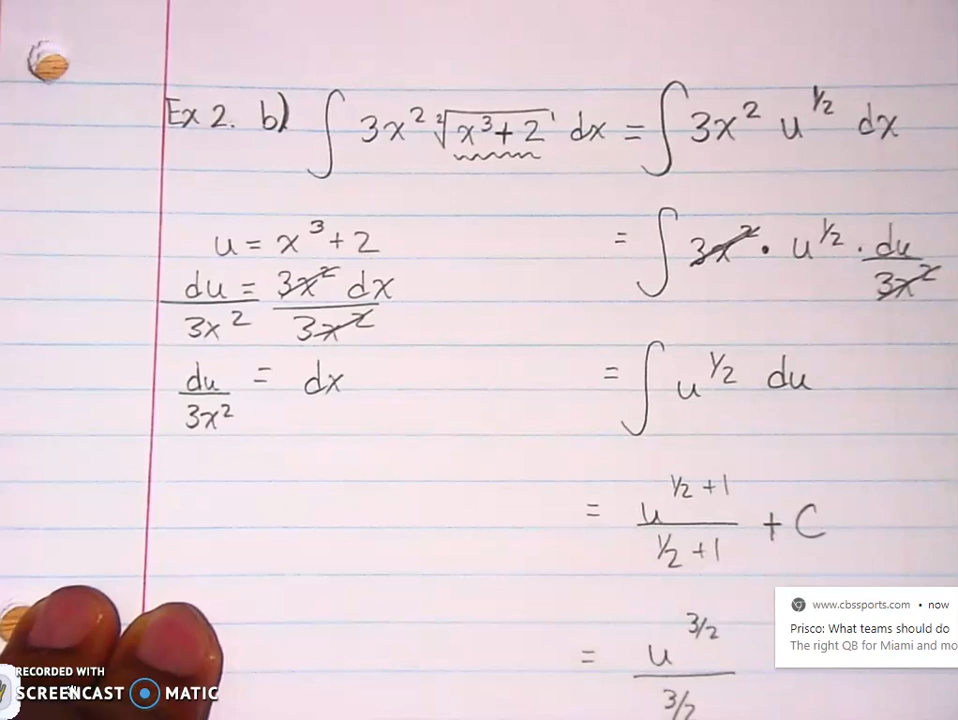 Ex 2. b) ∫ 3x² ²√(x³+2) dx = ∫ 3x² u^(1/2) dx
u = x³+2
= ∫ 3x² · u^(1/2) · du/3x²
du/3x² = 3x² dx/3x²
du/3x² = dx
= ∫ u^(1/2) du
= u^(1/2 +1)/(1/2 +1) + C
= u^(3/2)/(3/2)
www.cbssports.com • now
Prisco: What teams should do
The right QB for Miami and mo
RECORDED WITH
SCREENCAST MATIC